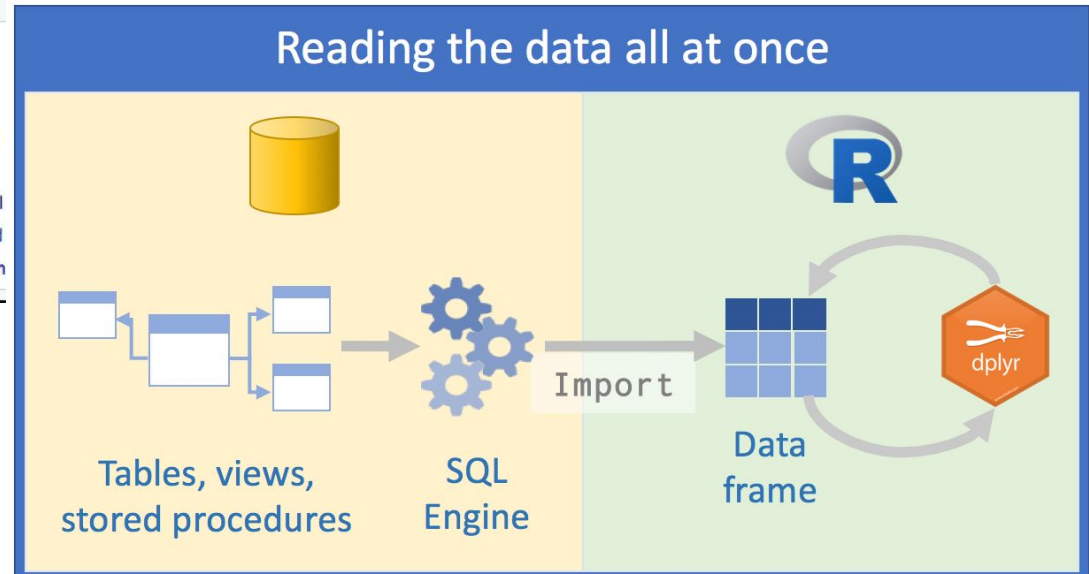 Reading the data all at once
R
Import
dplyr
Tables, views,
stored procedures
SQL
Engine
Data
frame